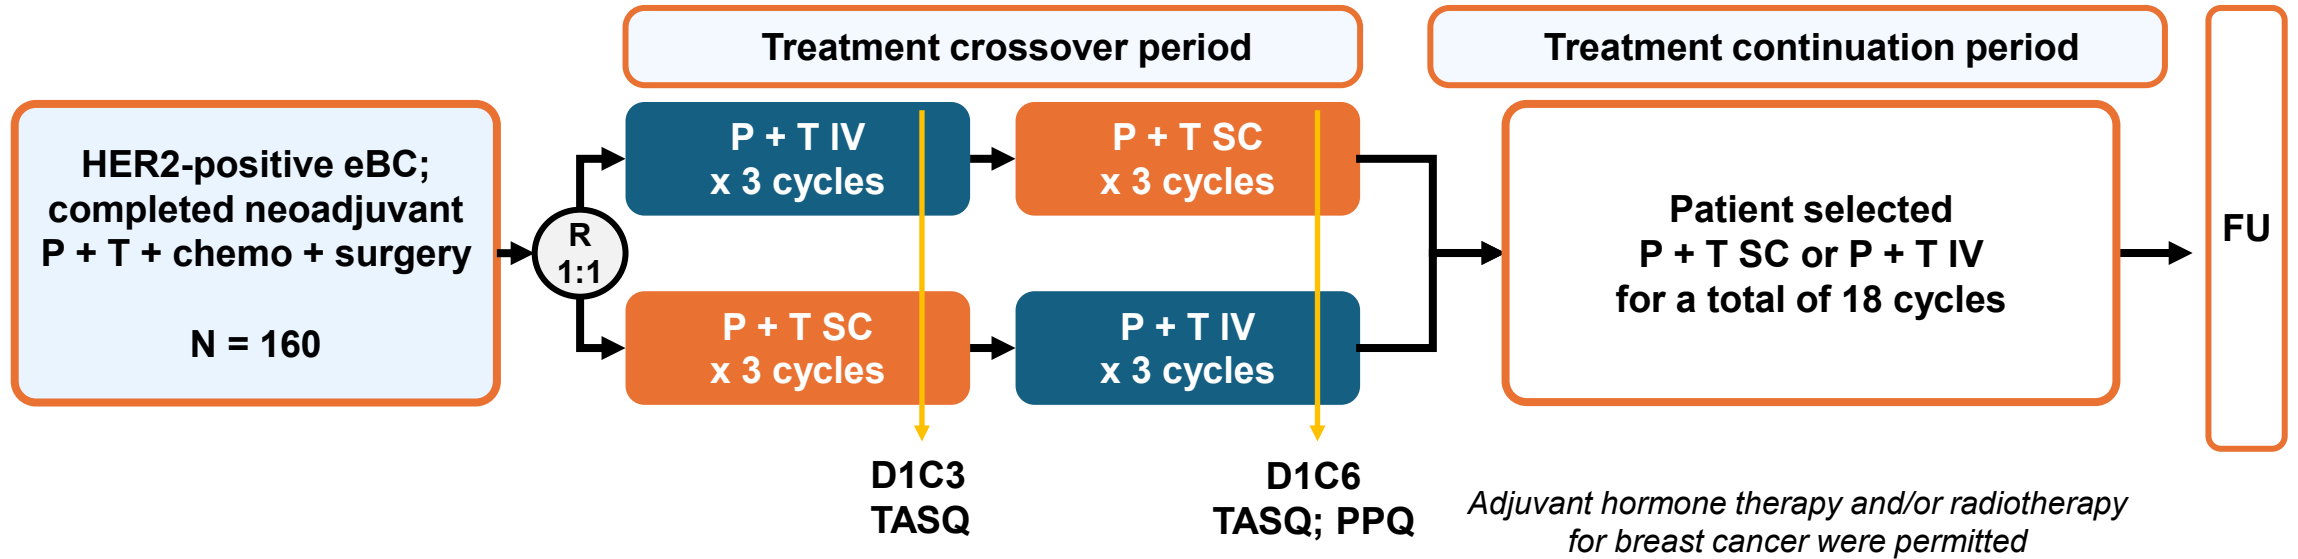 Treatment crossover period
Treatment continuation period
HER2-positive eBC;
completed neoadjuvant
P + T + chemo + surgery
N = 160
R
1:1
P + T IV
x 3 cycles
P + T SC
x 3 cycles
P + T SC
x 3 cycles
P + T IV
x 3 cycles
D1C3
TASQ
D1C6
TASQ; PPQ
Patient selected
P + T SC or P + T IV
for a total of 18 cycles
FU
Adjuvant hormone therapy and/or radiotherapy
for breast cancer were permitted